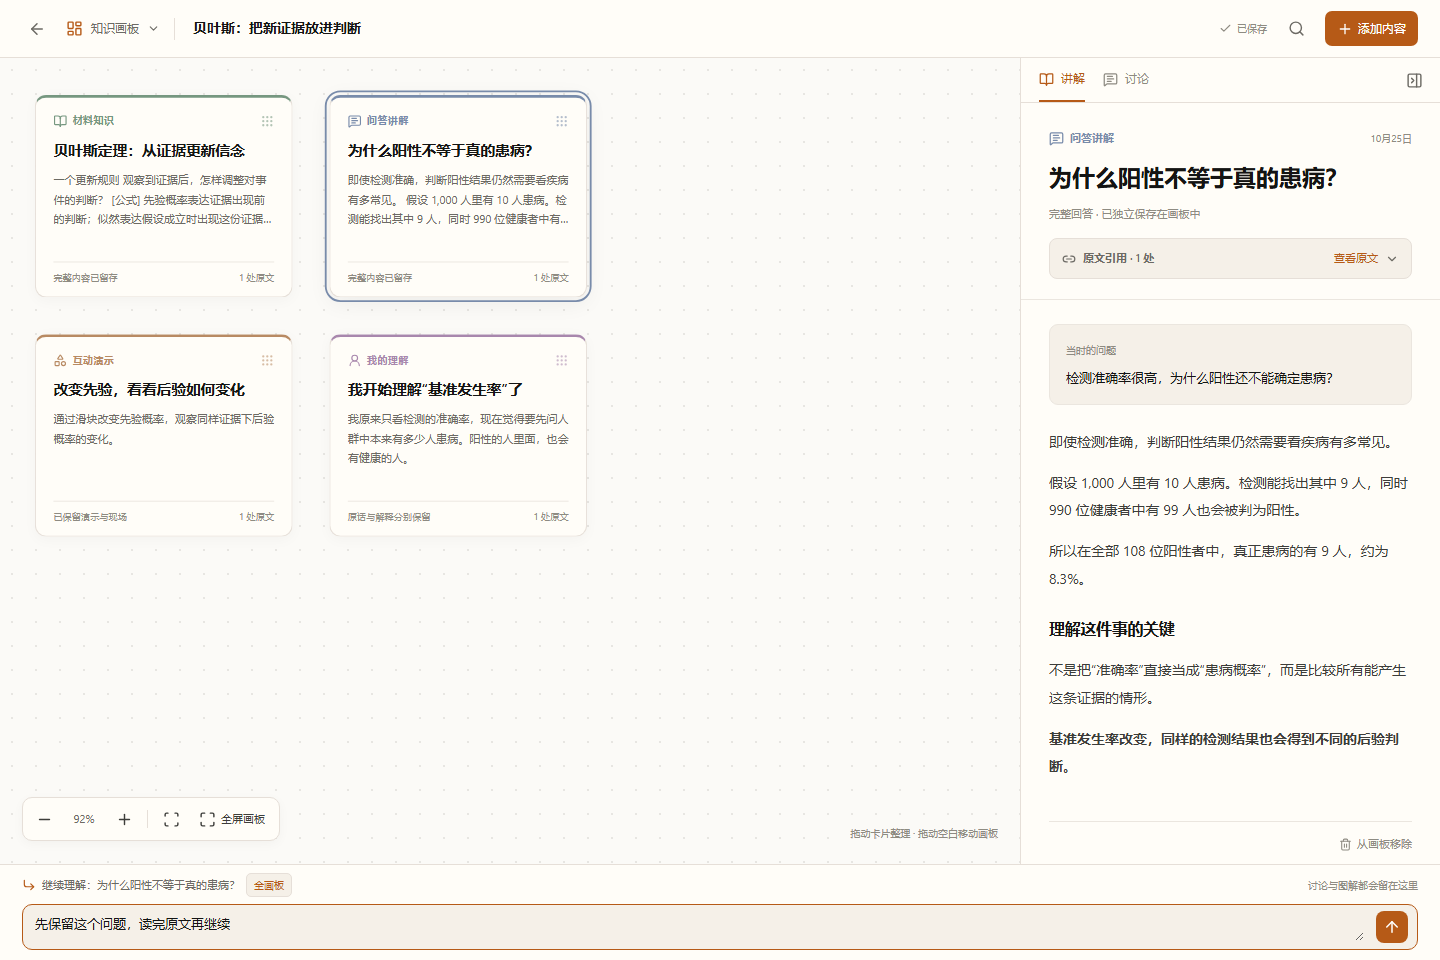 知识画板
贝叶斯：把新证据放进判断
已保存
添加内容
材料知识
贝叶斯定理：从证据更新信念
一个更新规则 观察到证据后，怎样调整对事
件的判断？ [公式] 先验概率表达证据出现前
的判断；似然表达假设成立时出现这份证据...
完整内容已留存
1 处原文
问答讲解
为什么阳性不等于真的患病？
即使检测准确，判断阳性结果仍然需要看疾病
有多常见。 假设 1,000 人里有 10 人患病。检
测能找出其中 9 人，同时 990 位健康者中有...
完整内容已留存
1 处原文
互动演示
改变先验，看看后验如何变化
通过滑块改变先验概率，观察同样证据下后验
概率的变化。
已保留演示与现场
1 处原文
我的理解
我开始理解“基准发生率”了
我原来只看检测的准确率，现在觉得要先问人
群中本来有多少人患病。阳性的人里面，也会
有健康的人。
原话与解释分别保留
1 处原文
92%
全屏画板
拖动卡片整理 · 拖动空白移动画板
讲解
讨论
问答讲解
10月25日
为什么阳性不等于真的患病？
完整回答 · 已独立保存在画板中
原文引用 · 1 处
查看原文
当时的问题
检测准确率很高，为什么阳性还不能确定患病？
即使检测准确，判断阳性结果仍然需要看疾病有多常见。
假设 1,000 人里有 10 人患病。检测能找出其中 9 人，同时
990 位健康者中有 99 人也会被判为阳性。
所以在全部 108 位阳性者中，真正患病的有 9 人，约为
8.3%。
理解这件事的关键
不是把“准确率”直接当成“患病概率”，而是比较所有能产生
这条证据的情形。
基准发生率改变，同样的检测结果也会得到不同的后验判
断。
从画板移除
继续理解：为什么阳性不等于真的患病？
全画板
讨论与图解都会留在这里
先保留这个问题，读完原文再继续